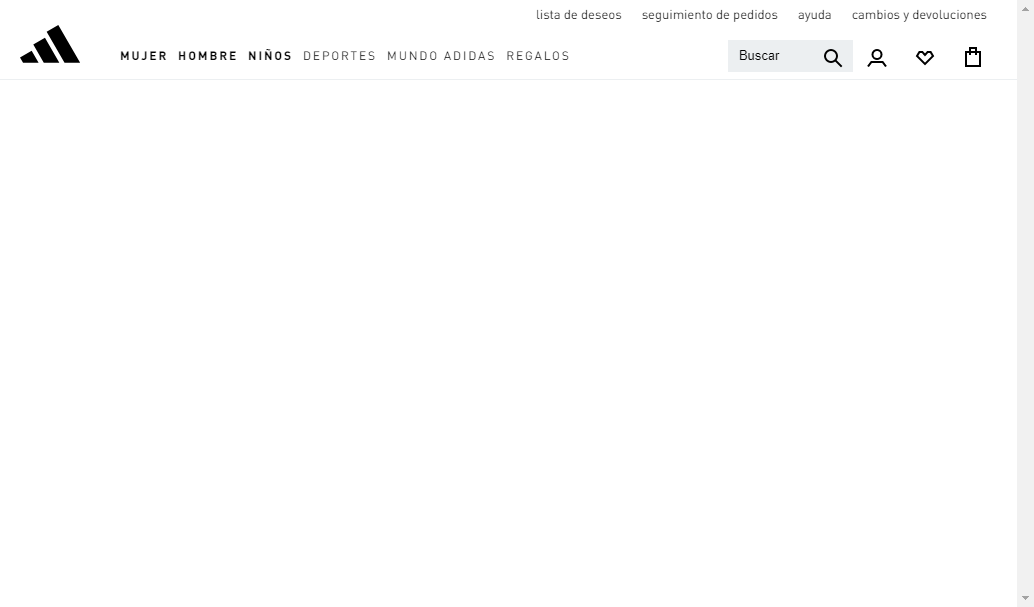 lista de deseos seguimiento de pedidos ayuda cambios y devoluciones
MUJER HOMBRE NIÑOS DEPORTES MUNDO ADIDAS REGALOS Buscar